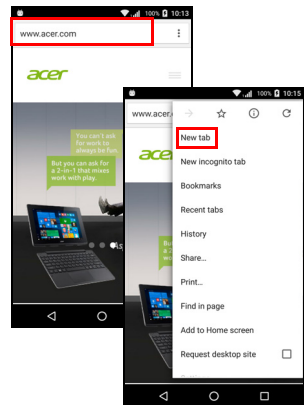 100% 10:13
www.acer.com
acer
You can't ask
for work to
always be fun.
But you can ask
for a 2-in-1 that mixes
work with play.
100% 10:15
www.acer.
New tab
New incognito tab
Bookmarks
Recent tabs
History
Share...
Print...
Find in page
Add to Home screen
Request desktop site